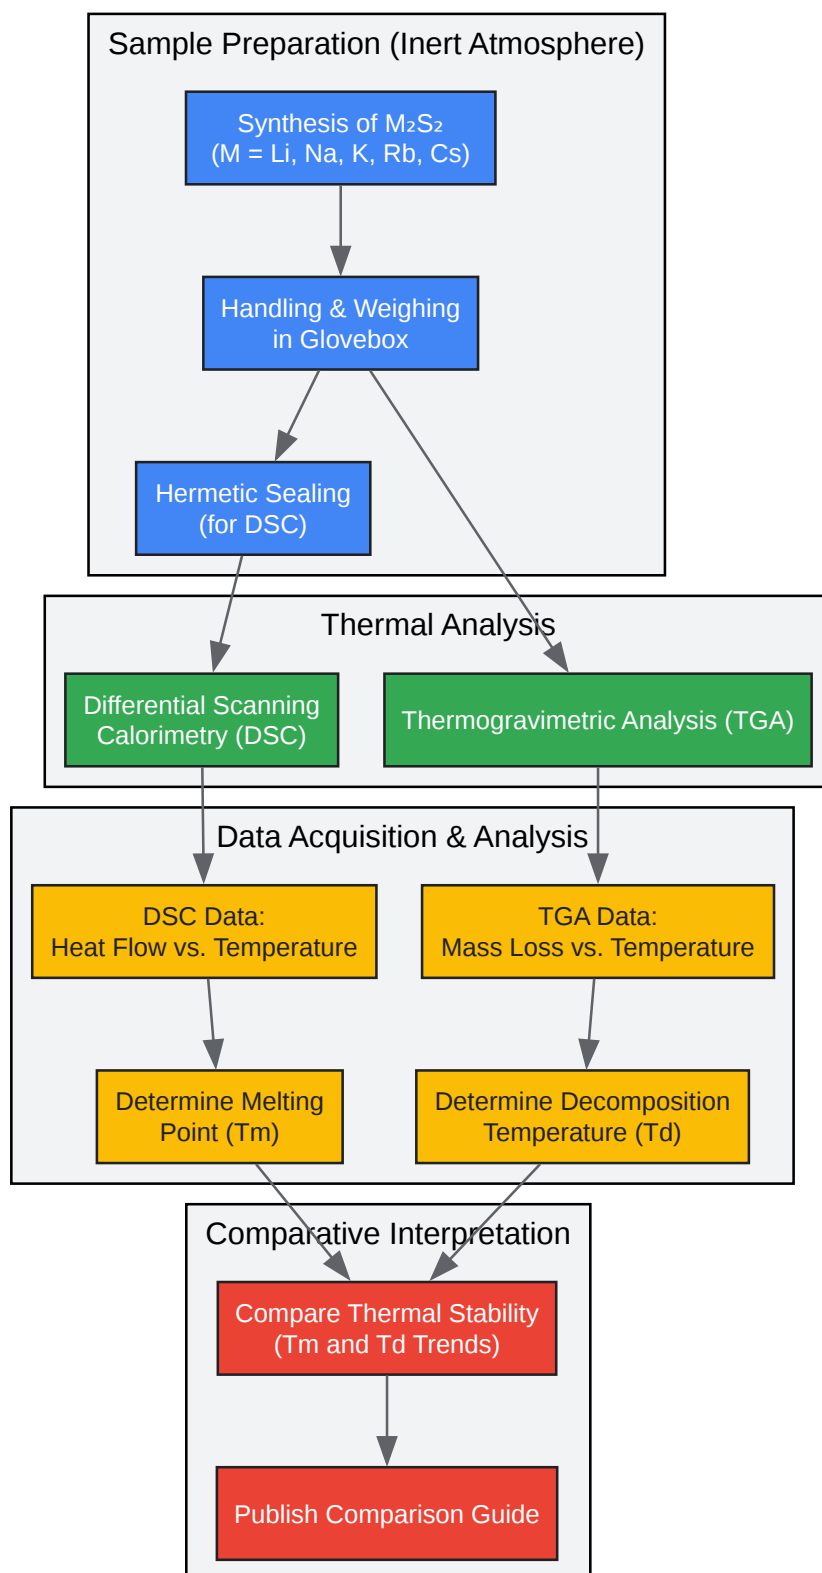 Sample Preparation (Inert Atmosphere)
Synthesis of M₂S₂
(M = Li, Na, K, Rb, Cs)
Handling & Weighing
in Glovebox
Hermetic Sealing
(for DSC)
Thermal Analysis
Differential Scanning
Calorimetry (DSC)
Thermogravimetric Analysis (TGA)
Data Acquisition & Analysis
DSC Data:
Heat Flow vs. Temperature
TGA Data:
Mass Loss vs. Temperature
Determine Melting
Point (Tm)
Determine Decomposition
Temperature (Td)
Comparative Interpretation
Compare Thermal Stability
(Tm and Td Trends)
Publish Comparison Guide